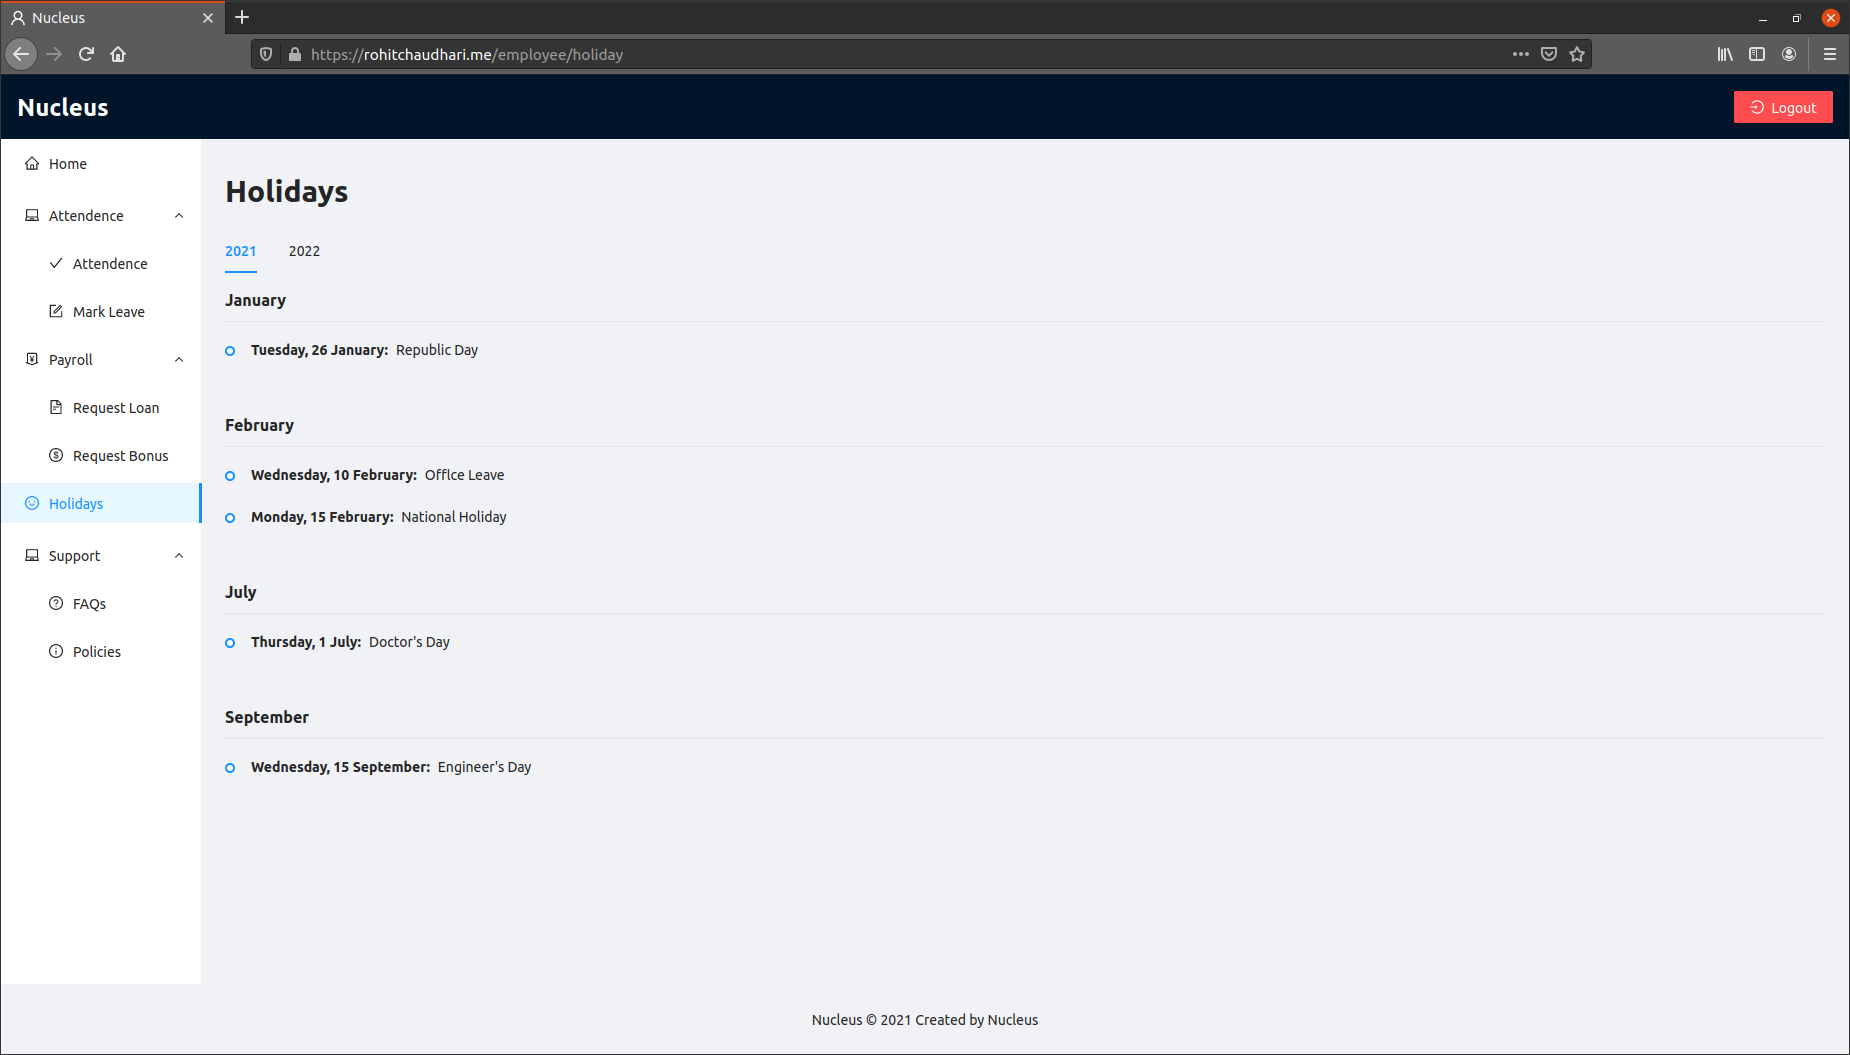 Nucleus
https://rohitchaudhari.me/employee/holiday
Nucleus
Logout
Home
Attendence
Attendence
Mark Leave
Payroll
Request Loan
Request Bonus
Holidays
Support
FAQs
Policies
Holidays
2021 2022
January
Tuesday, 26 January: Republic Day
February
Wednesday, 10 February: Office Leave
Monday, 15 February: National Holiday
July
Thursday, 1 July: Doctor's Day
September
Wednesday, 15 September: Engineer's Day
Nucleus © 2021 Created by Nucleus